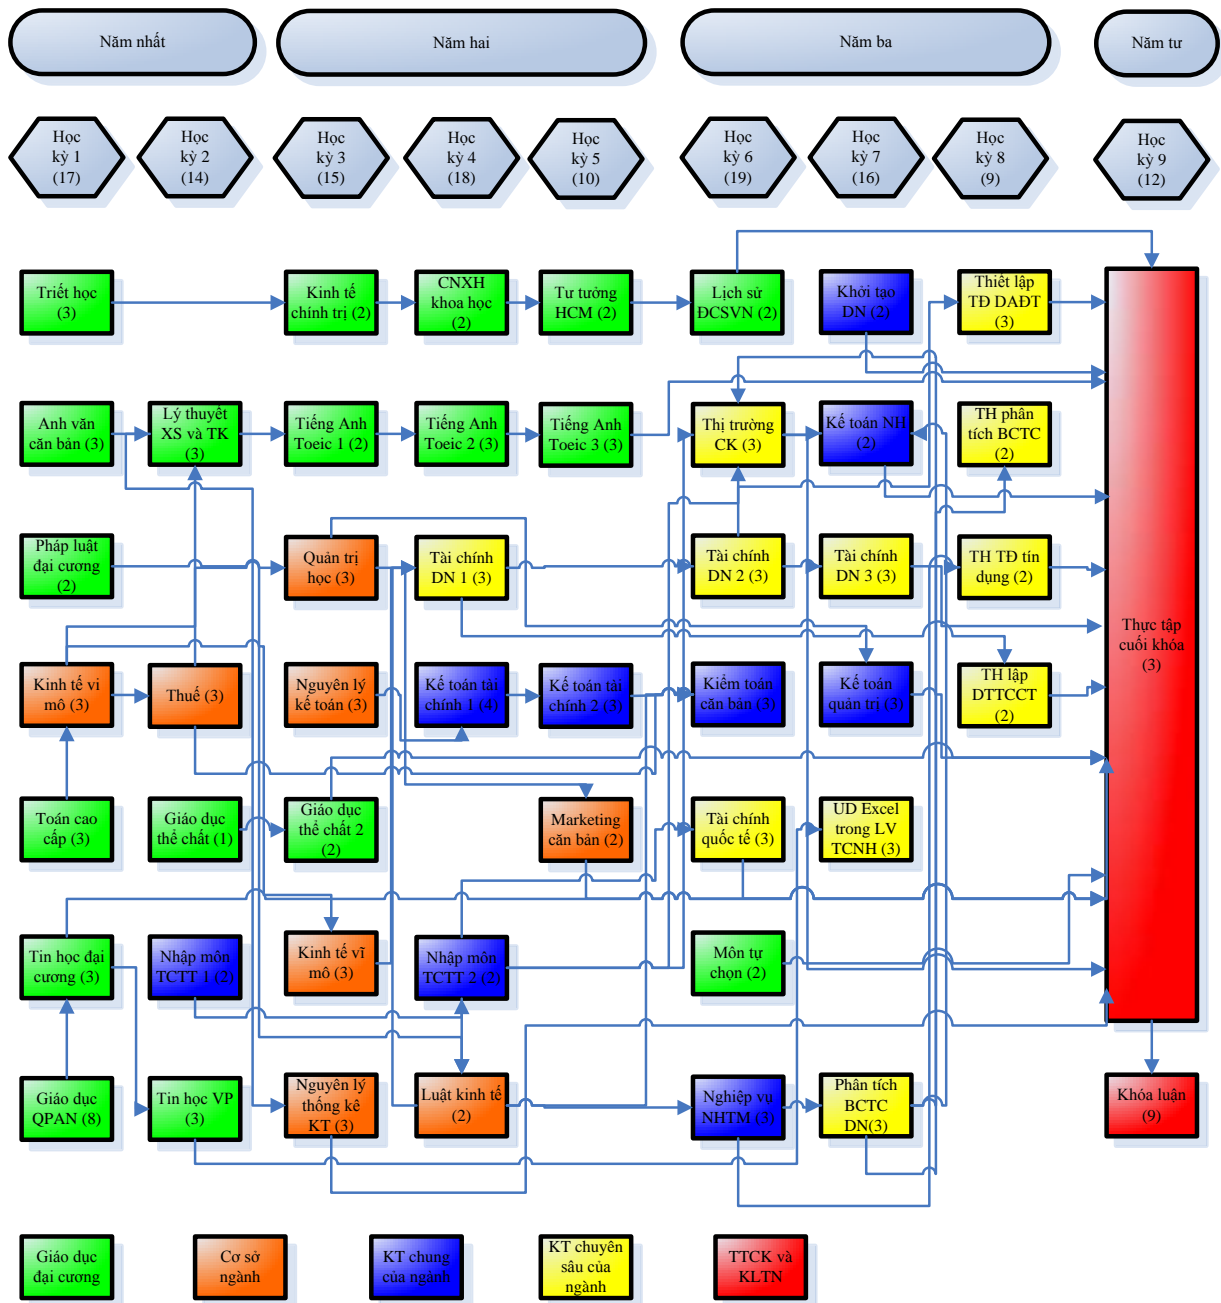 Năm nhất
Năm hai
Năm ba
Năm tư
Học
kỳ 1
(17)
Học
kỳ 2
(14)
Học
kỳ 3
(15)
Học
kỳ 4
(18)
Học
kỳ 5
(10)
Học
kỳ 6
(19)
Học
kỳ 7
(16)
Học
kỳ 8
(9)
Học
kỳ 9
(12)
Triết học
(3)
Kinh tế
chính trị (2)
CNXH
khoa học
(2)
Tư tưởng
HCM (2)
Lịch sử
ĐCSVN (2)
Khởi tạo
DN (2)
Thiết lập
TĐ DAĐT
(3)
Anh văn
căn bản (3)
Lý thuyết
XS và TK
(3)
Tiếng Anh
Toeic 1 (2)
Tiếng Anh
Toeic 2 (3)
Tiếng Anh
Toeic 3 (3)
Thị trường
CK (3)
Kế toán NH
(2)
TH phân
tích BCTC
(2)
Pháp luật
đại cương
(2)
Quản trị
học (3)
Tài chính
DN 1 (3)
Tài chính
DN 2 (3)
Tài chính
DN 3 (3)
TH TĐ tín
dụng (2)
Thực tập
cuối khóa
(3)
Kinh tế vi
mô (3)
Thuế (3)
Nguyên lý
kế toán (3)
Kế toán tài
chính 1 (4)
Kế toán tài
chính 2 (3)
Kiểm toán
căn bản (3)
Kế toán
quản trị (3)
TH lập
DTTCCT
(2)
Toán cao
cấp (3)
Giáo dục
thể chất (1)
Giáo dục
thể chất 2
(2)
Marketing
căn bản (2)
Tài chính
quốc tế (3)
UD Excel
trong LV
TCNH (3)
Tin học đại
cương (3)
Nhập môn
TCTT 1 (2)
Kinh tế vĩ
mô (3)
Nhập môn
TCTT 2 (2)
Môn tự
chọn (2)
Giáo dục
QPAN (8)
Tin học VP
(3)
Nguyên lý
thống kê
KT (3)
Luật kinh tế
(2)
Nghiệp vụ
NHTM (3)
Phân tích
BCTC
DN(3)
Khóa luận
(9)
Giáo dục
đại cương
Cơ sở
ngành
KT chung
của ngành
KT chuyên
sâu của
ngành
TTCK và
KLTN